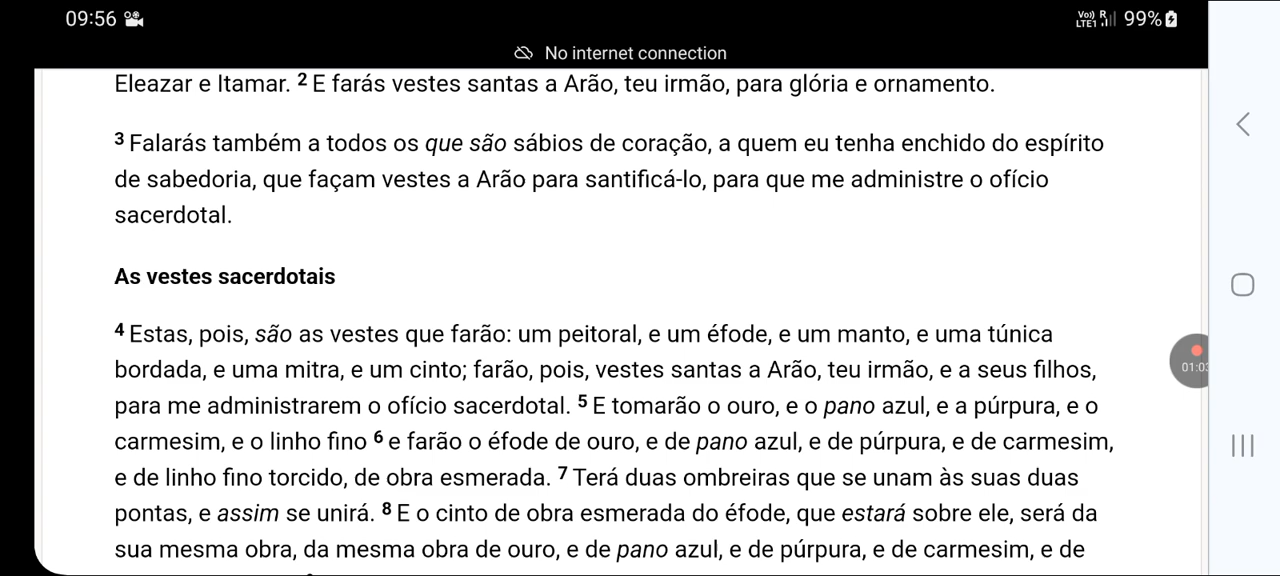 09:56
Vo)) R
LTE1 99%
No internet connection
Eleazar e Itamar. 2 E farás vestes santas a Arão, teu irmão, para glória e ornamento.
3 Falarás também a todos os que são sábios de coração, a quem eu tenha enchido do espírito
de sabedoria, que façam vestes a Arão para santificá-lo, para que me administre o ofício
sacerdotal.
As vestes sacerdotais
4 Estas, pois, são as vestes que farão: um peitoral, e um éfode, e um manto, e uma túnica
bordada, e uma mitra, e um cinto; farão, pois, vestes santas a Arão, teu irmão, e a seus filhos,
01:03
para me administrarem o ofício sacerdotal. 5 E tomarão o ouro, e o pano azul, e a púrpura, e o
carmesim, e o linho fino 6 e farão o éfode de ouro, e de pano azul, e de púrpura, e de carmesim,
e de linho fino torcido, de obra esmerada. 7 Terá duas ombreiras que se unam às suas duas
pontas, e assim se unirá. 8 E o cinto de obra esmerada do éfode, que estará sobre ele, será da
sua mesma obra, da mesma obra de ouro, e de pano azul, e de púrpura, e de carmesim, e de